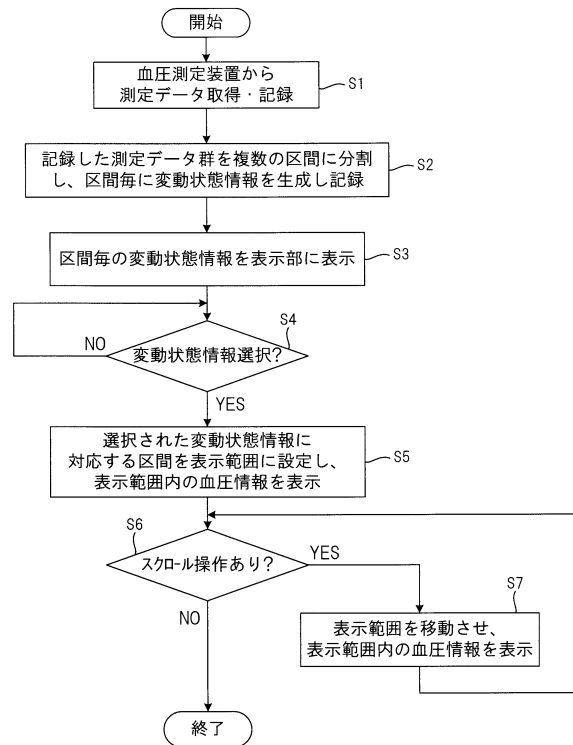 開始
血圧測定装置から
測定データ取得・記録
S1
記録した測定データ群を複数の区間に分割
し、区間毎に変動状態情報を生成し記録
S2
区間毎の変動状態情報を表示部に表示
S3
S4
変動状態情報選択?
NO
YES
選択された変動状態情報に
対応する区間を表示範囲に設定し、
表示範囲内の血圧情報を表示
S5
S6
スクロール操作あり?
YES
NO
S7
表示範囲を移動させ、
表示範囲内の血圧情報を表示
終了